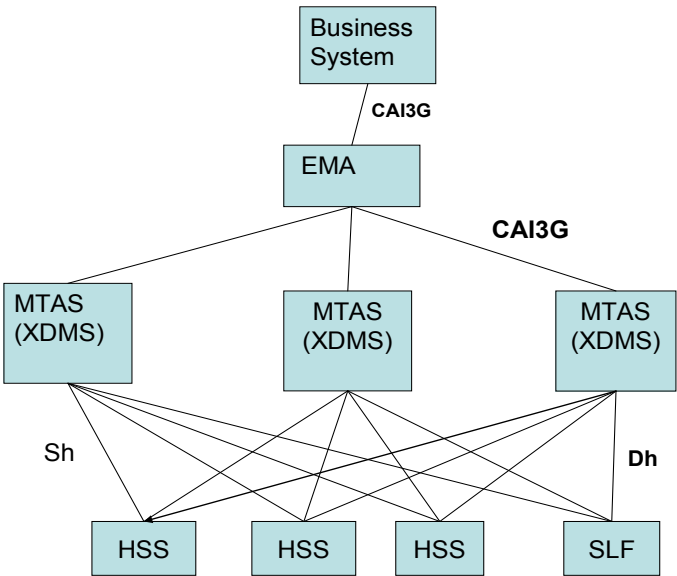 Business
System
CAI3G
EMA
CAI3G
MTAS
(XDMS)
MTAS
(XDMS)
MTAS
(XDMS)
Sh
Dh
HSS
HSS
HSS
SLF